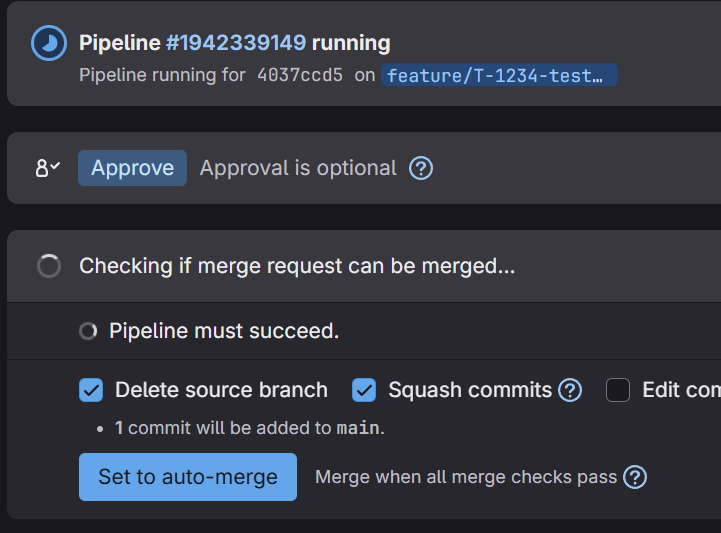 Pipeline #1942339149 running
Pipeline running for 4037ccd5 on feature/T-1234-test…
Approve Approval is optional
Checking if merge request can be merged...
Pipeline must succeed.
Delete source branch Squash commits Edit com
1 commit will be added to main.
Set to auto-merge Merge when all merge checks pass